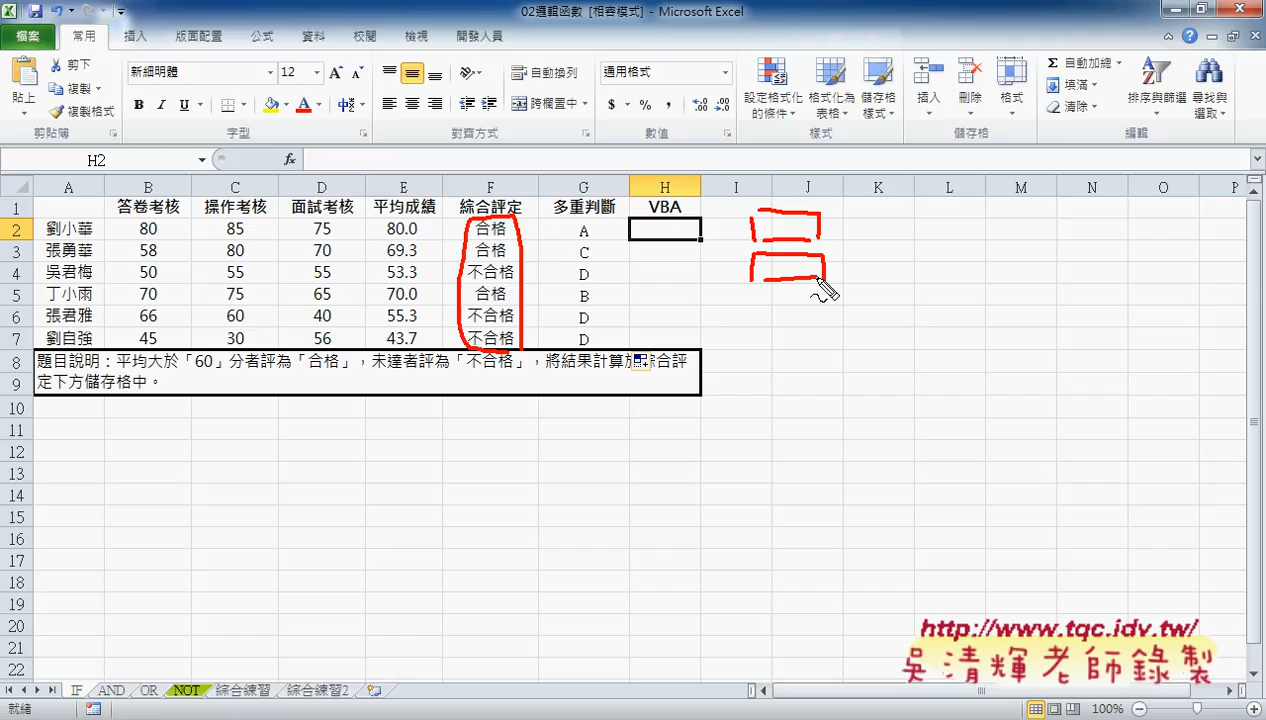 02邏輯函數 [相容模式] - Microsoft Excel
檔案 常用 插入 版面配置 公式 資料 校閱 檢視 開發人員
貼上 剪下 複製 複製格式 剪貼簿
新細明體 12 B I U A 中 字型
自動換列 跨欄置中 對齊方式
通用格式 $ % , 數值
設定格式化的條件 格式化為表格 儲存格樣式 樣式
插入 刪除 格式 儲存格
Σ 自動加總 填滿 清除 排序與篩選 尋找與選取 編輯
H2 fx
A B C D E F G H I J K L M N O P
1 答卷考核 操作考核 面試考核 平均成績 綜合評定 多重判斷 VBA
2 劉小華 80 85 75 80.0 合格 A
3 張勇華 58 80 70 69.3 合格 C
4 吳君梅 50 55 55 53.3 不合格 D
5 丁小雨 70 75 65 70.0 合格 B
6 張君雅 66 60 40 55.3 不合格 D
7 劉自強 45 30 56 43.7 不合格 D
8 題目說明：平均大於「60」分者評為「合格」，未達者評為「不合格」，將結果計算於綜合評
9 定下方儲存格中。
10
11
12
13
14
15
16
17
18
19
20
21
22
http://www.tqc.idv.tw/
吳清輝老師錄製
IF AND OR NOT 綜合練習 綜合練習2
就緒 100%